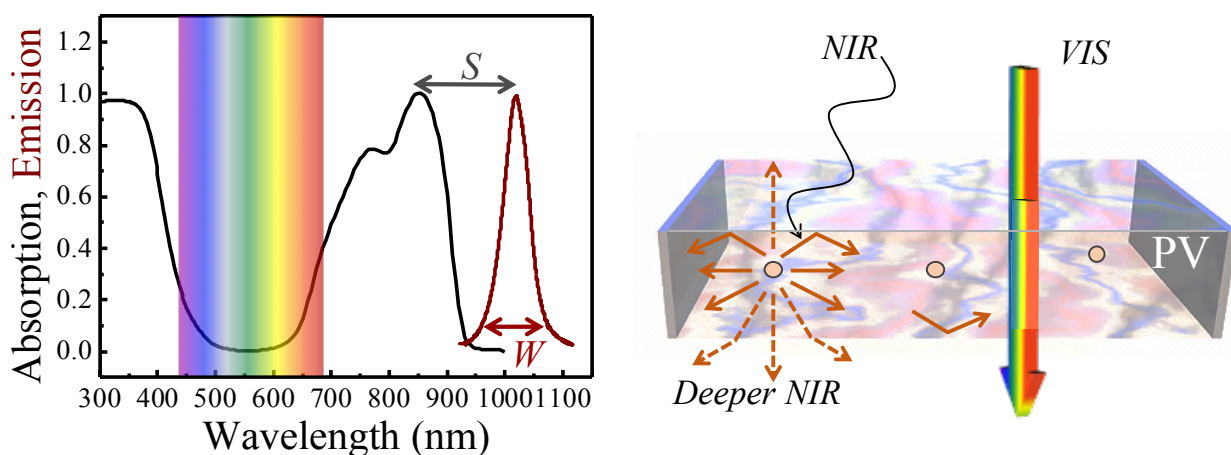 1.2
1.0
0.8
0.6
0.4
0.2
0.0
Absorption, Emission
S
W
300 400 500 600 700 800 900 1000 1100
Wavelength (nm)
NIR
VIS
PV
Deeper NIR